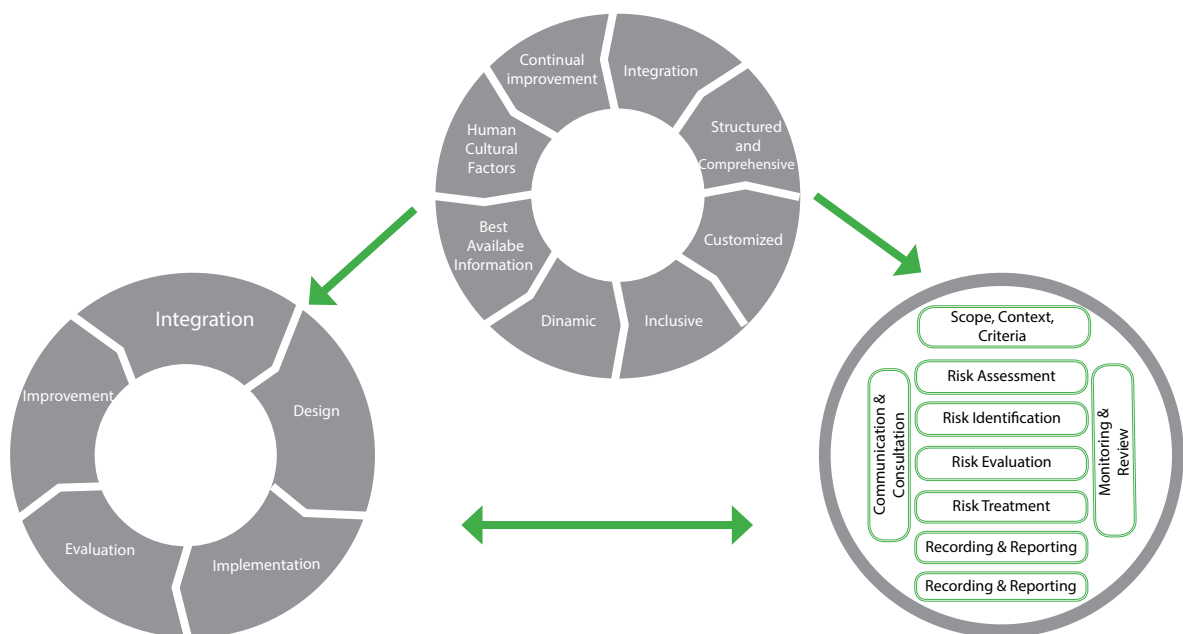 Continual
improvement
Integration
Structured
and
Comprehensive
Customized
Inclusive
Dinamic
Best
Availabe
Information
Human
Cultural
Factors
Integration
Design
Implementation
Evaluation
Improvement
Scope, Context,
Criteria
Risk Assessment
Risk Identification
Risk Evaluation
Risk Treatment
Recording & Reporting
Recording & Reporting
Communication &
Consultation
Monitoring &
Review